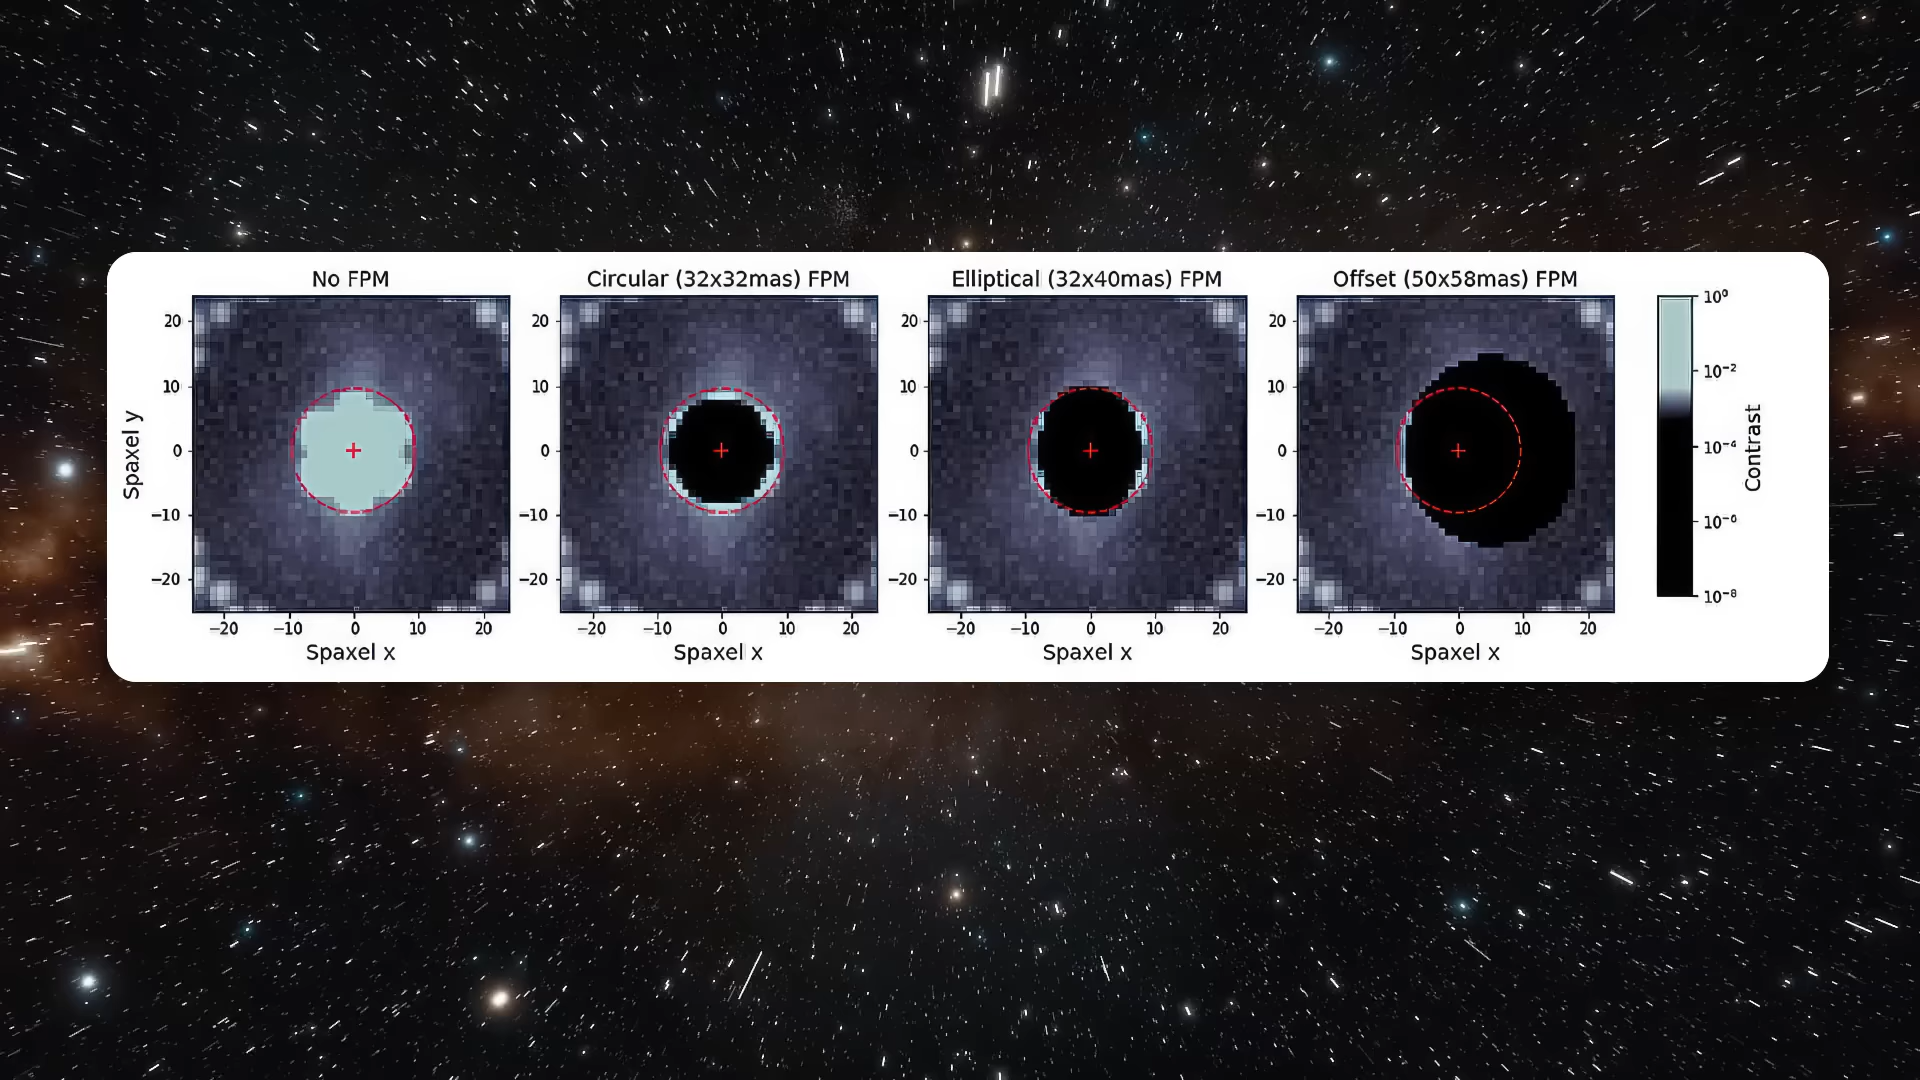 No FPM
Circular (32x32mas) FPM
Elliptical (32x40mas) FPM
Offset (50x58mas) FPM
20
10
0
−10
−20
20
10
0
−10
−20
20
10
0
−10
−20
20
10
0
−10
−20
Spaxel y
−20 −10 0 10 20
−20 −10 0 10 20
−20 −10 0 10 20
−20 −10 0 10 20
Spaxel x
Spaxel x
Spaxel x
Spaxel x
10⁰
10⁻²
10⁻⁴
10⁻⁶
10⁻⁸
Contrast